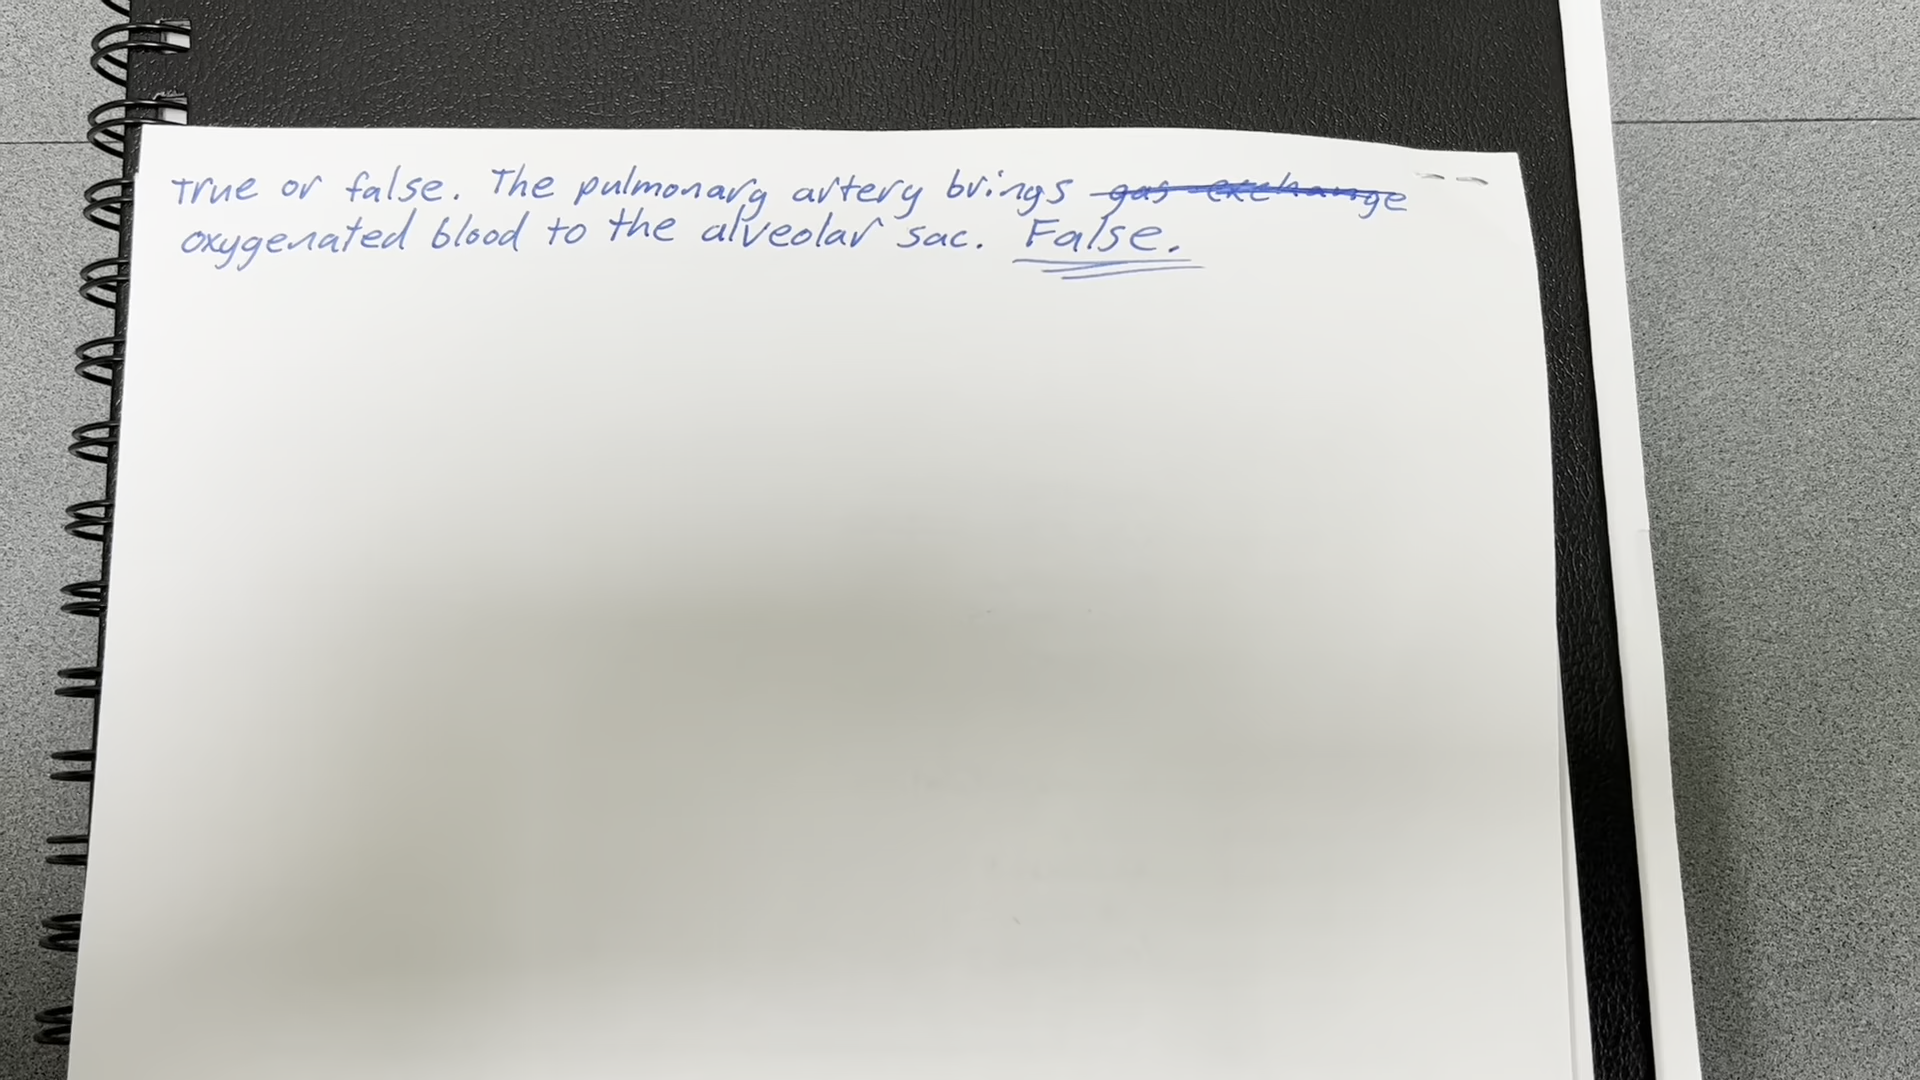 True or false. The pulmonary artery brings gas exchange
oxygenated blood to the alveolar sac. False.